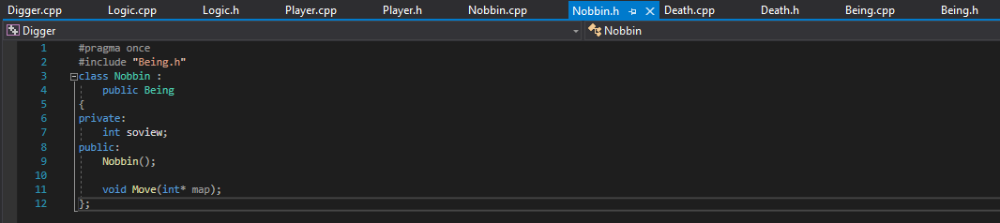 Digger.cpp Logic.cpp Logic.h Player.cpp Player.h Nobbin.cpp Nobbin.h Death.cpp Death.h Being.cpp Being.h
Digger Nobbin
1 #pragma once
2 #include "Being.h"
3 class Nobbin :
4 public Being
5 {
6 private:
7 int soview;
8 public:
9 Nobbin();
10
11 void Move(int* map);
12 };